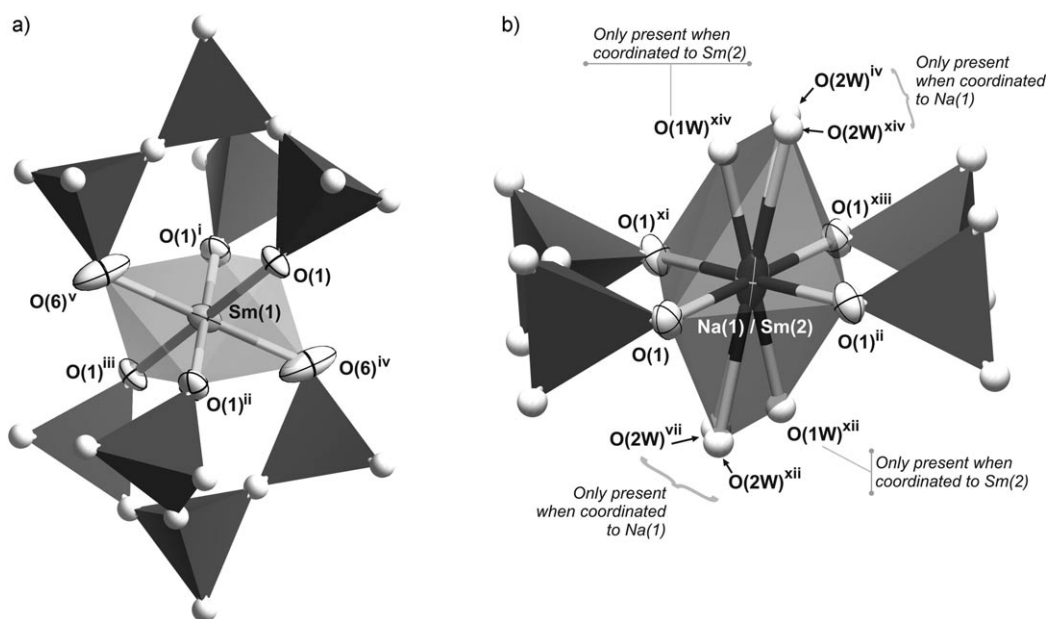 a)
O(1)ⁱ
O(1)
O(6)ᵛ
Sm(1)
O(1)ⁱⁱⁱ
O(6)ⁱᵛ
O(1)ⁱⁱ
b)
Only present when
coordinated to Sm(2)
O(1W)ˣⁱᵛ
O(2W)ⁱᵛ
O(2W)ˣⁱᵛ
Only present
when coordinated
to Na(1)
O(1)ˣⁱ
O(1)ˣⁱⁱⁱ
Na(1) / Sm(2)
O(1)
O(1)ⁱⁱ
O(2W)ᵛⁱⁱ
O(2W)ˣⁱⁱ
O(1W)ˣⁱⁱ
Only present
when coordinated
to Na(1)
Only present when
coordinated to Sm(2)